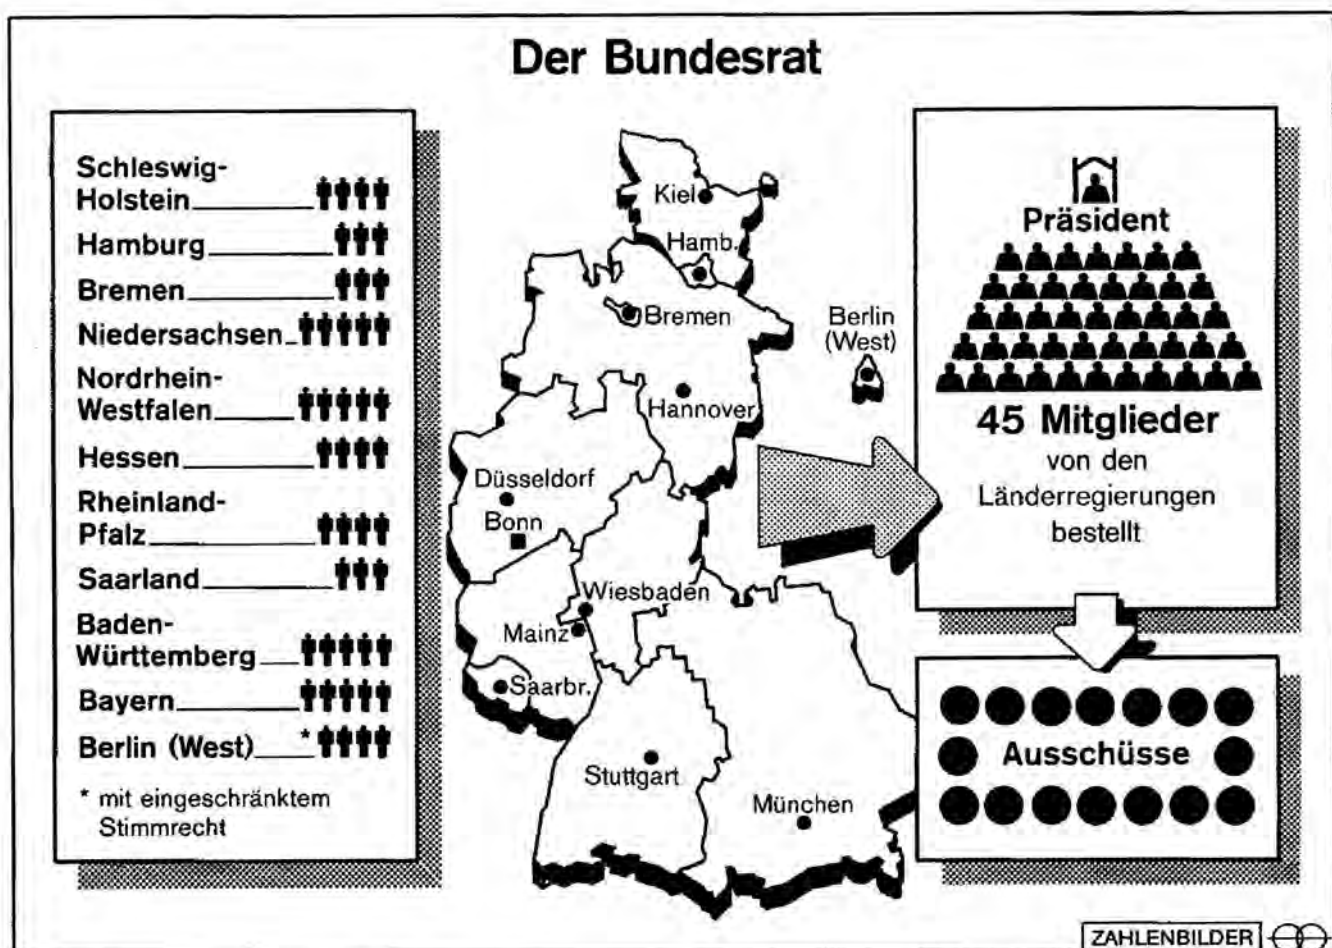 Der Bundesrat
Schleswig-
Holstein
Hamburg
Bremen
Niedersachsen
Nordrhein-
Westfalen
Hessen
Rheinland-
Pfalz
Saarland
Baden-
Württemberg
Bayern
Berlin (West) *
* mit eingeschränktem
Stimmrecht
Kiel
Hamb.
Bremen
Berlin
(West)
Hannover
Düsseldorf
Bonn
Wiesbaden
Mainz
Saarbr.
Stuttgart
München
Präsident
45 Mitglieder
von den
Länderregierungen
bestellt
Ausschüsse
ZAHLENBILDER